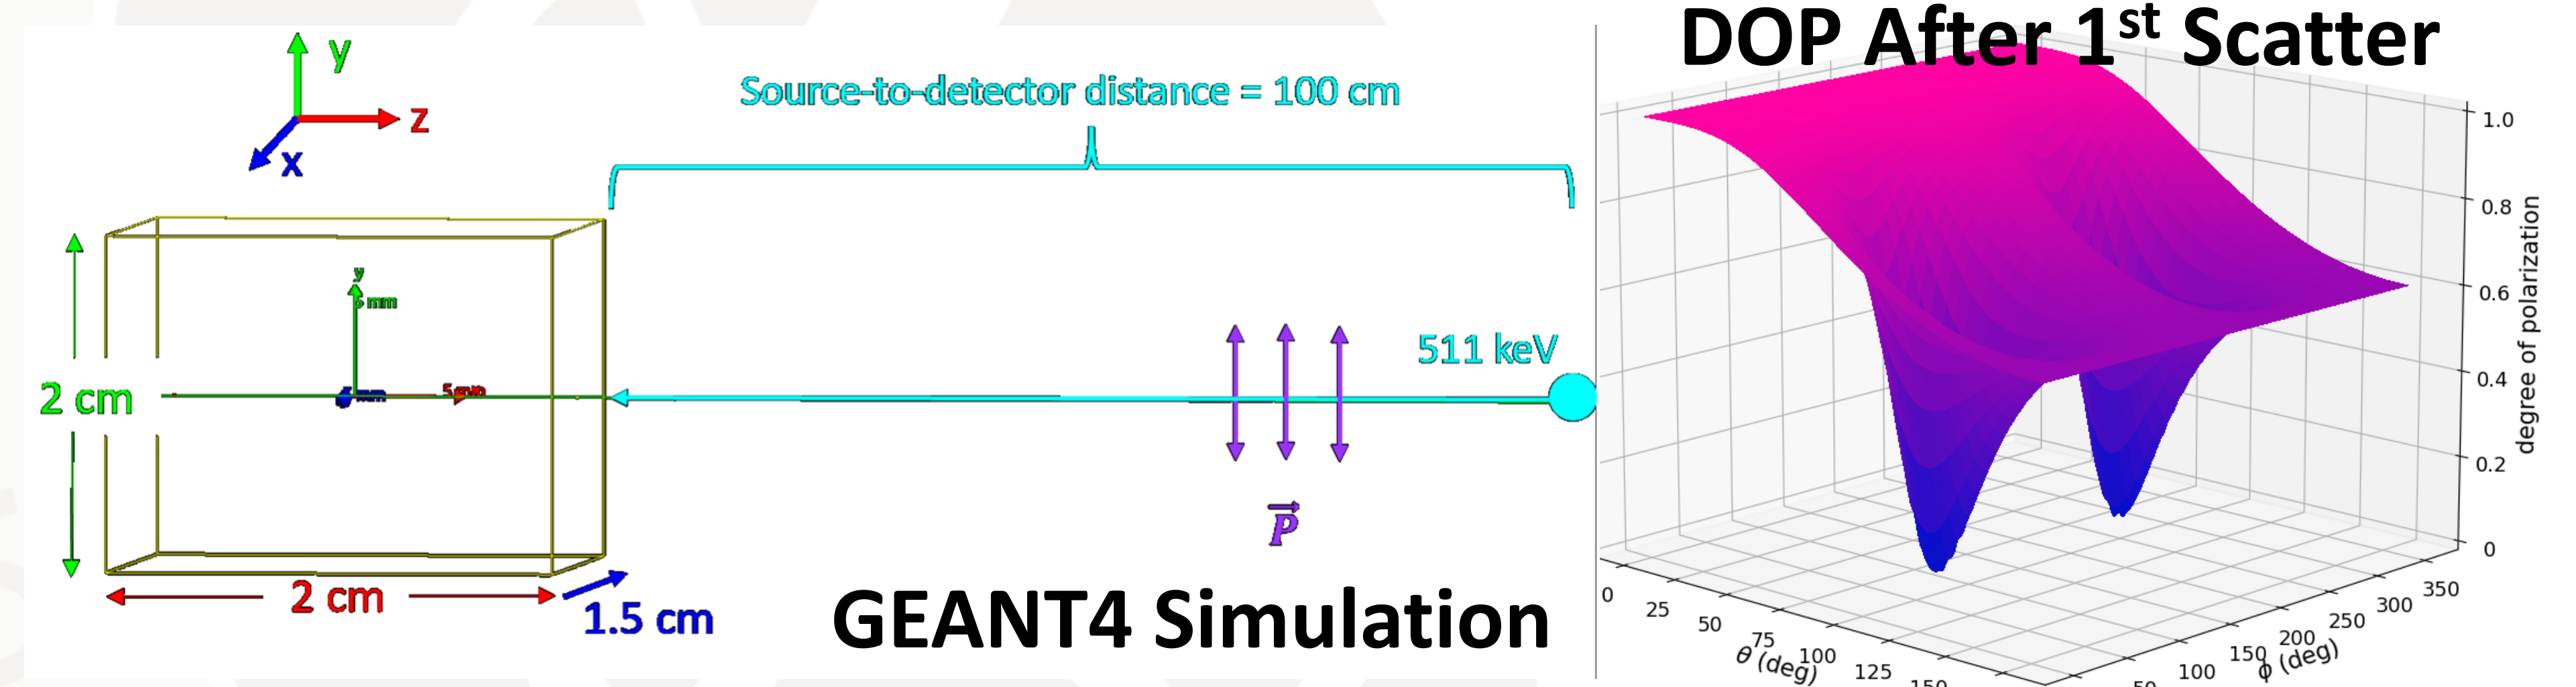 y
z
x
Source-to-detector distance = 100 cm
y
5 mm
2 cm
511 keV
P
2 cm
1.5 cm
GEANT4 Simulation
DOP After 1st Scatter
1.0
0.8
0.6
0.4
0.2
0
degree of polarization
0
25
50
75
100
125
150
θ (deg)
50
100
150
200
250
300
350
ϕ (deg)